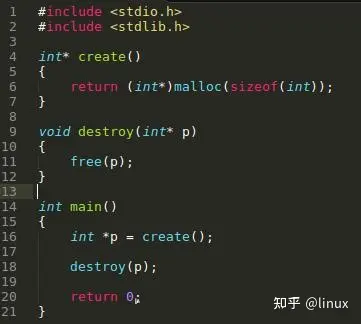 1 #include <stdio.h>
2 #include <stdlib.h>
3
4 int* create()
5 {
6     return (int*)malloc(sizeof(int));
7 }
8
9 void destroy(int* p)
10 {
11     free(p);
12 }
13
14 int main()
15 {
16     int *p = create();
17
18     destroy(p);
19
20     return 0;
21 }
知乎 @linux